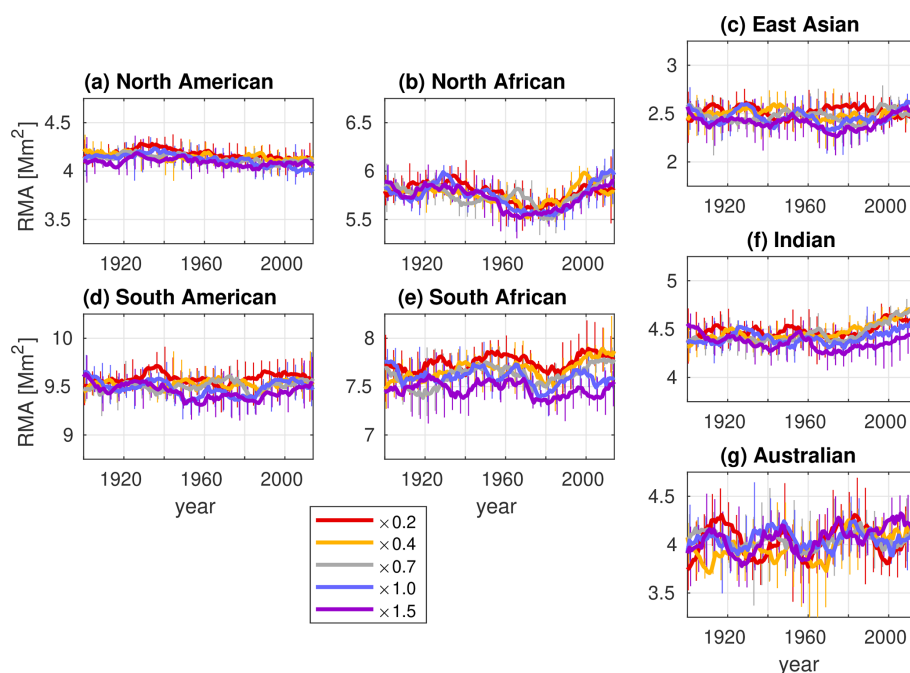 (c) East Asian
3
2.5
2
1920 1960 2000
(a) North American
4.5
4
3.5
RMA [Mm²]
1920 1960 2000
(b) North African
6.5
6
5.5
1920 1960 2000
(f) Indian
5
4.5
4
1920 1960 2000
(d) South American
10
9.5
9
RMA [Mm²]
1920 1960 2000
year
(e) South African
8
7.5
7
1920 1960 2000
year
(g) Australian
4.5
4
3.5
1920 1960 2000
year
×0.2
×0.4
×0.7
×1.0
×1.5